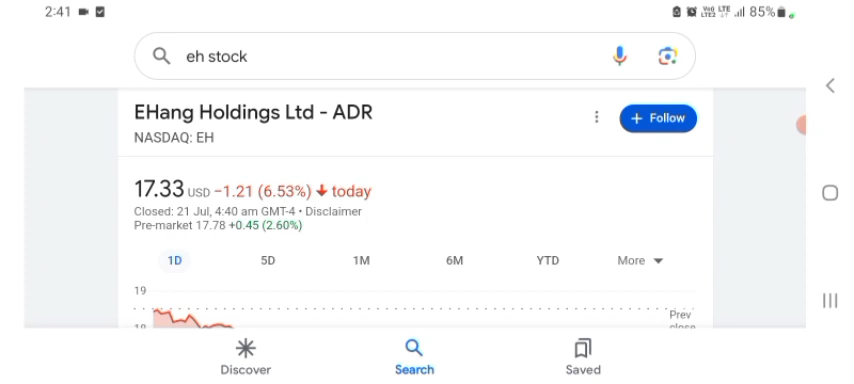 2:41 85%
eh stock
EHang Holdings Ltd - ADR
+ Follow
NASDAQ: EH
17.33 USD −1.21 (6.53%) ↓ today
Closed: 21 Jul, 4:40 am GMT-4 • Disclaimer
Pre-market 17.78 +0.45 (2.60%)
1D 5D 1M 6M YTD More
19
Prev
close
18
Discover Search Saved